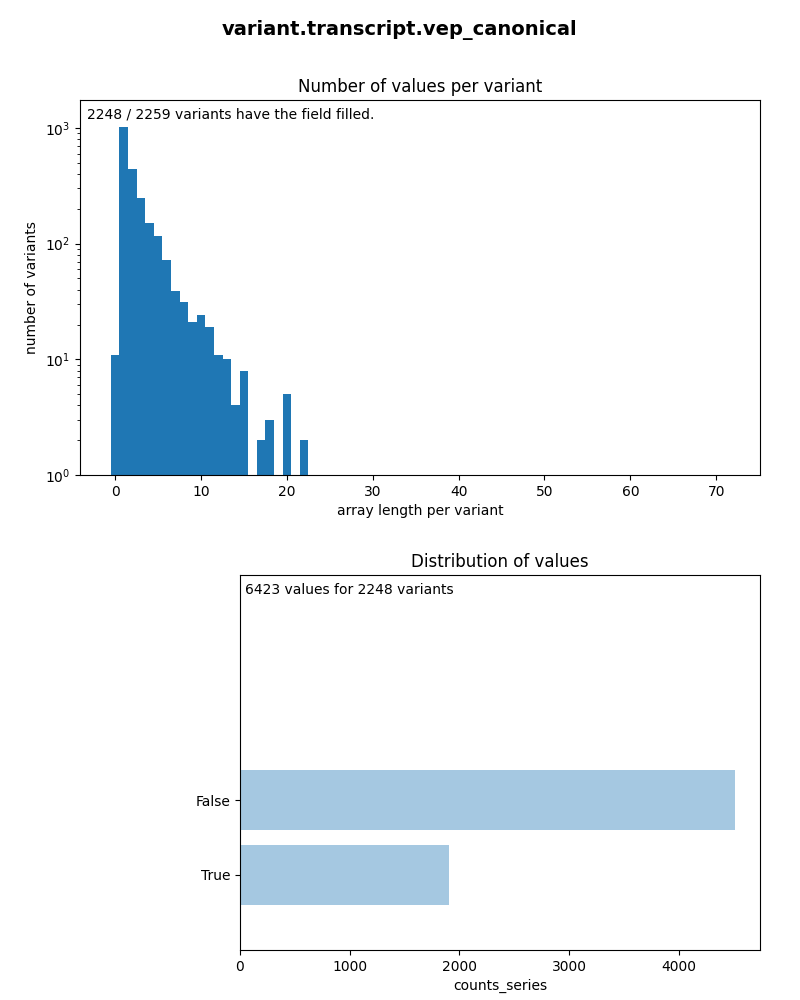 variant.transcript.vep_canonical
Number of values per variant
2248 / 2259 variants have the field filled.
10³
10²
10¹
10⁰
number of variants
0 10 20 30 40 50 60 70
array length per variant
Distribution of values
6423 values for 2248 variants
False
True
0 1000 2000 3000 4000
counts_series